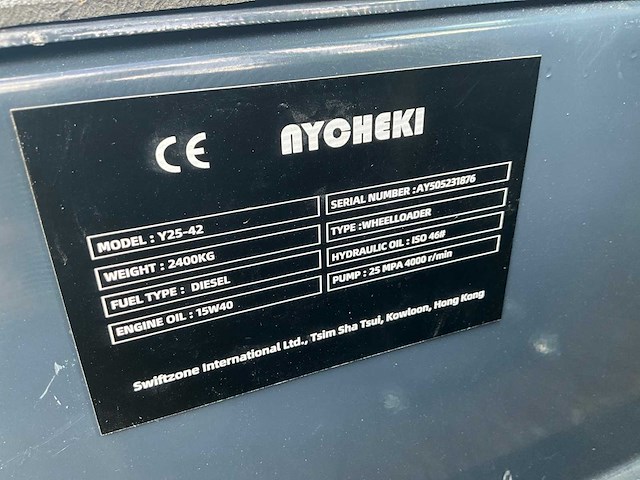 CE AYCHEKI
MODEL : Y25-42
WEIGHT : 2400KG
FUEL TYPE : DIESEL
ENGINE OIL : 15W40
SERIAL NUMBER : AY505231876
TYPE : WHEELLOADER
HYDRAULIC OIL : ISO 46#
PUMP : 25 MPA 4000 r/min
Swiftzone International Ltd., Tsim Sha Tsui, Kowloon, Hong Kong